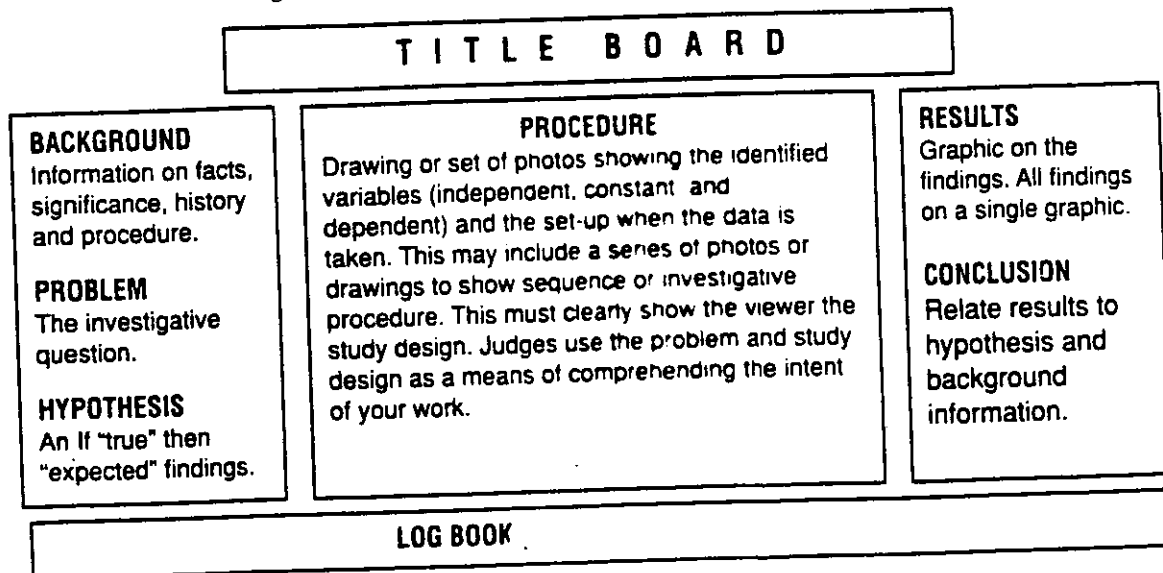 TITLE BOARD
BACKGROUND
Information on facts,
significance, history
and procedure.
PROBLEM
The investigative
question.
HYPOTHESIS
An If "true" then
"expected" findings.
PROCEDURE
Drawing or set of photos showing the identified
variables (independent, constant and
dependent) and the set-up when the data is
taken. This may include a series of photos or
drawings to show sequence or investigative
procedure. This must clearly show the viewer the
study design. Judges use the problem and study
design as a means of comprehending the intent
of your work.
RESULTS
Graphic on the
findings. All findings
on a single graphic.
CONCLUSION
Relate results to
hypothesis and
background
information.
LOG BOOK